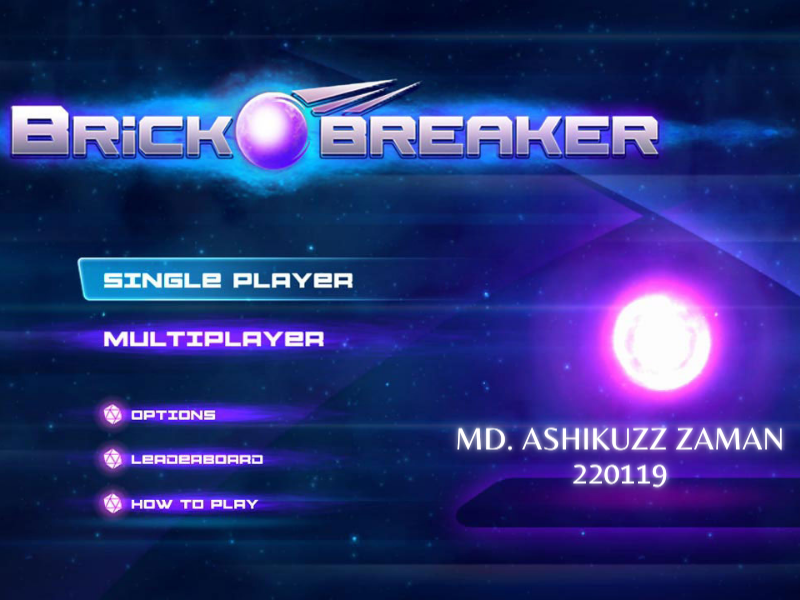 BRiCK BREAKER
SINGLE PLAYER
MULTIPLAYER
OPTIONS
LEADERBOARD
HOW TO PLAY
MD. ASHIKUZZ ZAMAN
220119